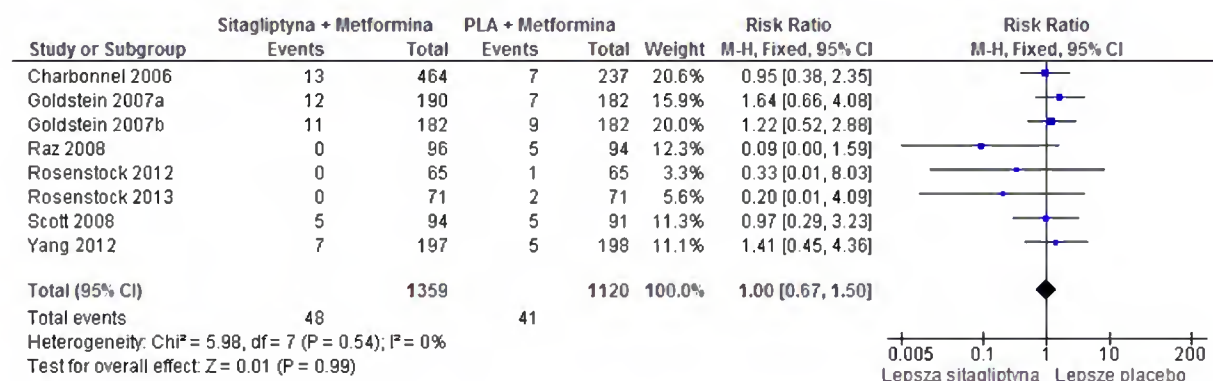 Sitagliptyna + Metformina PLA + Metformina Risk Ratio Risk Ratio
Study or Subgroup Events Total Events Total Weight M-H, Fixed, 95% CI M-H, Fixed, 95% CI
Charbonnel 2006 13 464 7 237 20.6% 0.95 [0.38, 2.35]
Goldstein 2007a 12 190 7 182 15.9% 1.64 [0.66, 4.08]
Goldstein 2007b 11 182 9 182 20.0% 1.22 [0.52, 2.88]
Raz 2008 0 96 5 94 12.3% 0.09 [0.00, 1.59]
Rosenstock 2012 0 65 1 65 3.3% 0.33 [0.01, 8.03]
Rosenstock 2013 0 71 2 71 5.6% 0.20 [0.01, 4.09]
Scott 2008 5 94 5 91 11.3% 0.97 [0.29, 3.23]
Yang 2012 7 197 5 198 11.1% 1.41 [0.45, 4.36]
Total (95% CI) 1359 1120 100.0% 1.00 [0.67, 1.50]
Total events 48 41
Heterogeneity: Chi² = 5.98, df = 7 (P = 0.54); I² = 0%
Test for overall effect: Z = 0.01 (P = 0.99)
0.005 0.1 1 10 200
Lepsza sitagliptyna Lepsze placebo